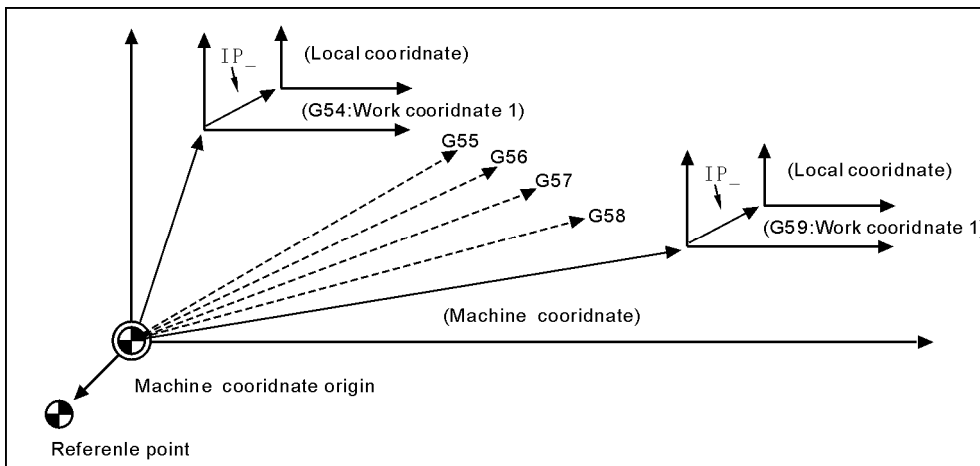 IP_
(Local cooridnate)
(G54:Work cooridnate 1)
G55
G56
G57
G58
IP_
(Local cooridnate)
(G59:Work cooridnate 1)
(Machine cooridnate)
Machine cooridnate origin
Referenle point